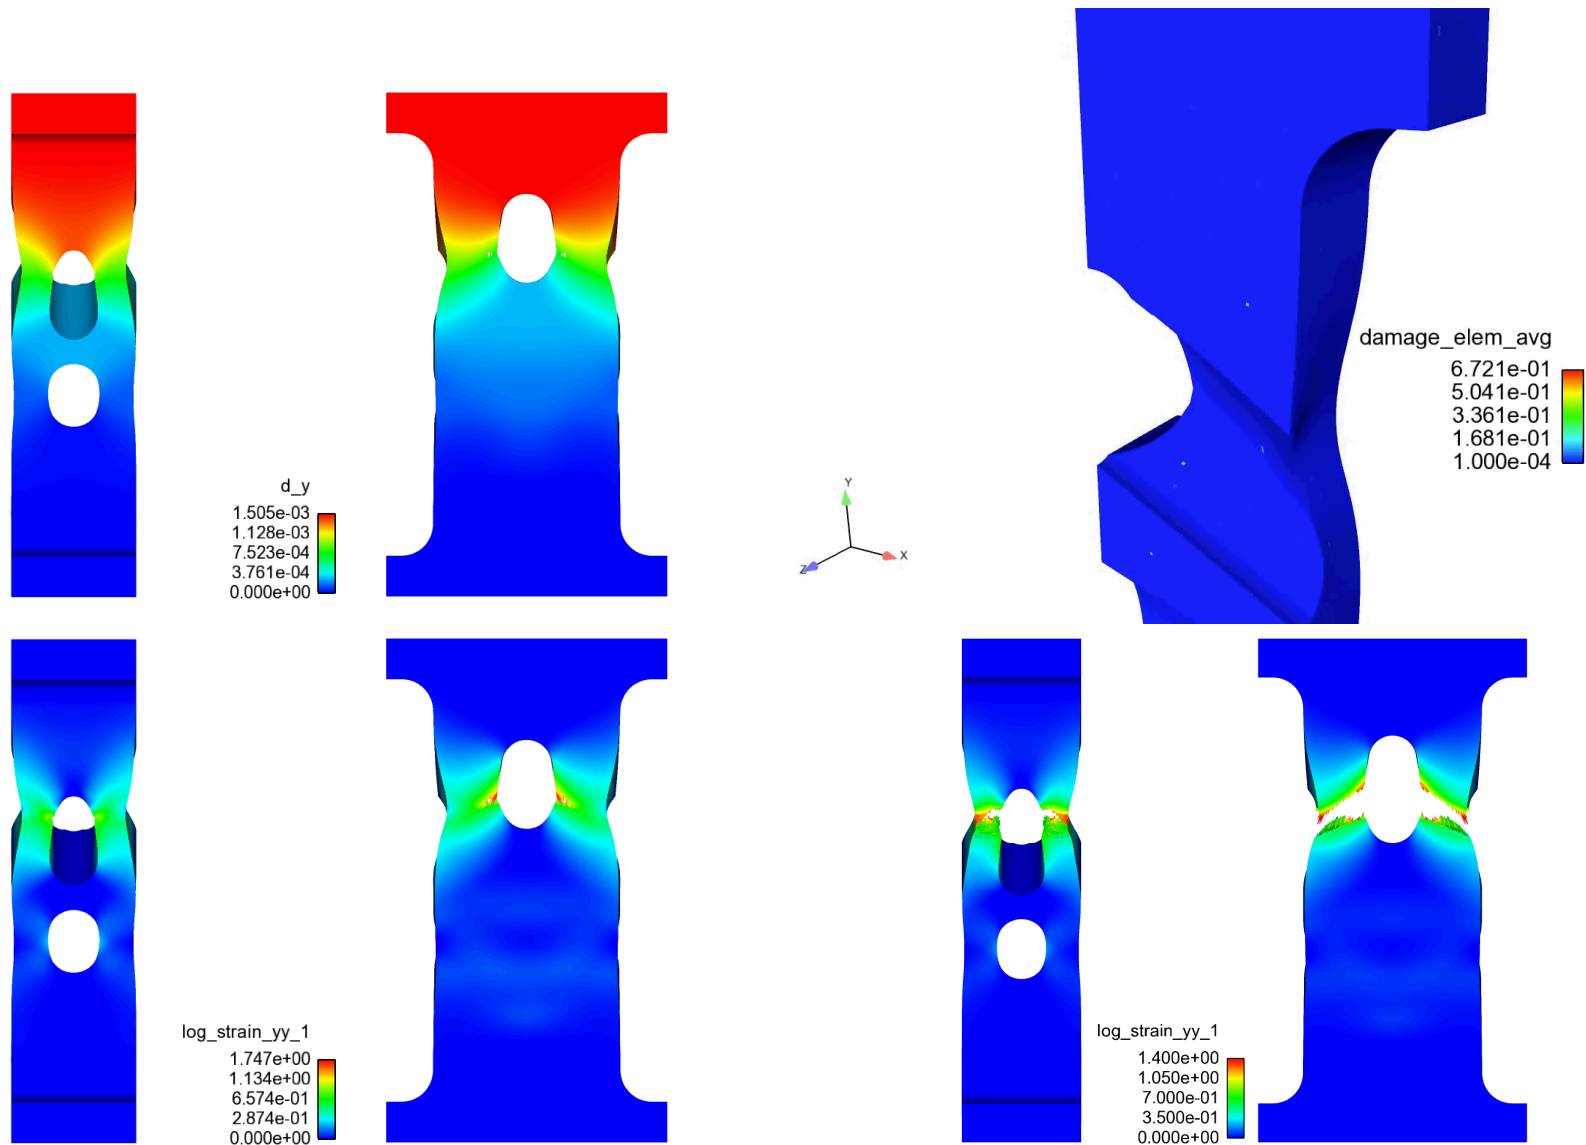 damage_elem_avg
6.721e-01
5.041e-01
3.361e-01
1.681e-01
1.000e-04
d_y
1.505e-03
1.128e-03
7.523e-04
3.761e-04
0.000e+00
Y
X
Z
log_strain_yy_1
1.747e+00
1.134e+00
6.574e-01
2.874e-01
0.000e+00
log_strain_yy_1
1.400e+00
1.050e+00
7.000e-01
3.500e-01
0.000e+00